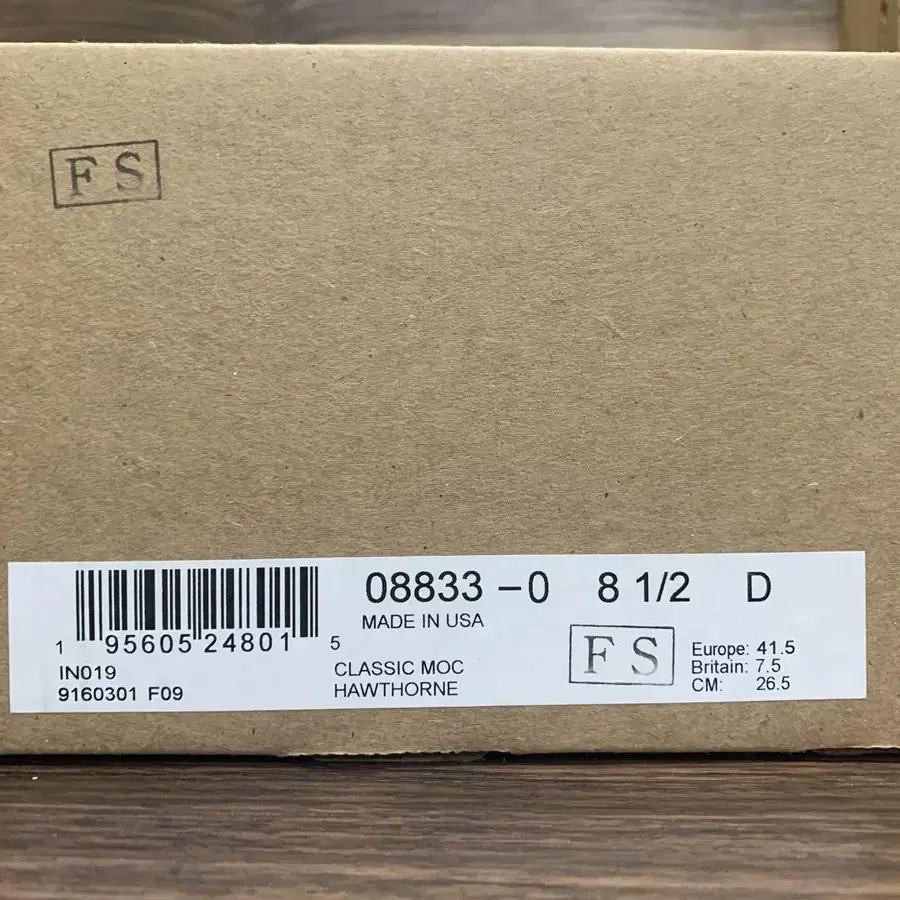 FS
08833 -0 8 1/2 D
MADE IN USA
1 95605 24801 5
FS
Europe: 41.5
Britain: 7.5
CM: 26.5
IN019
9160301 F09
CLASSIC MOC
HAWTHORNE